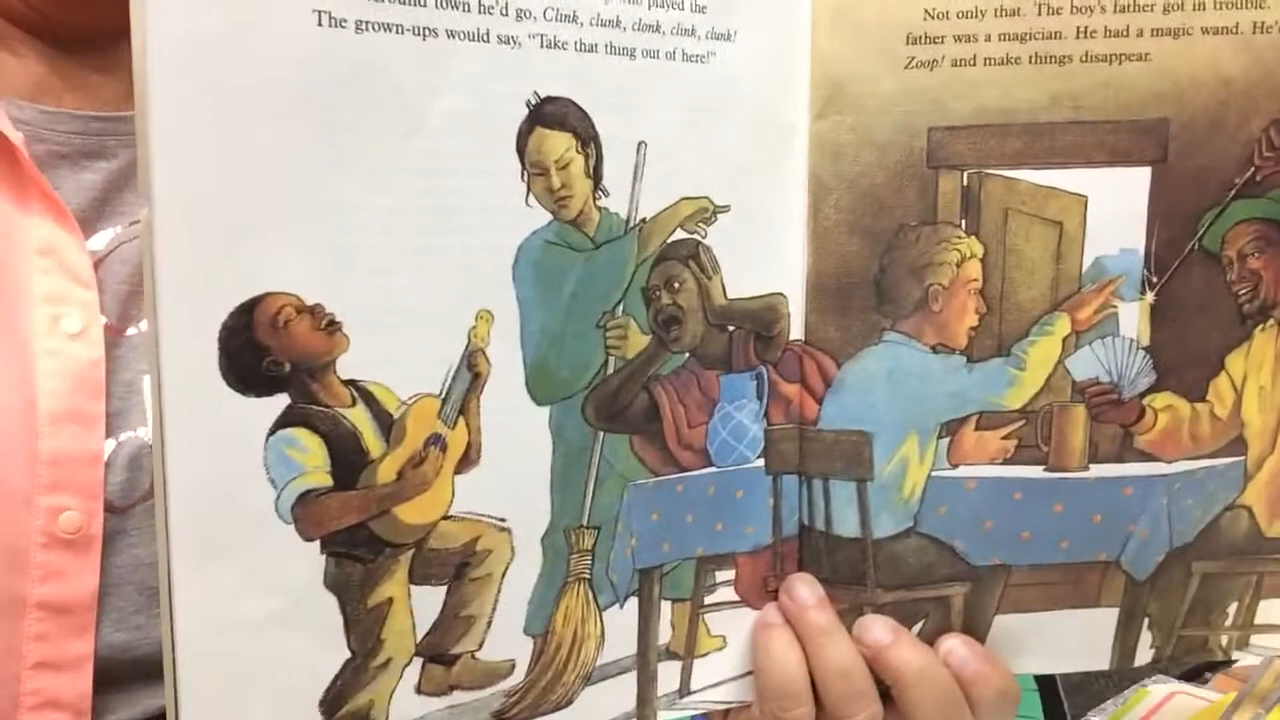 town he'd go, Clink, clunk, clonk, clink, clunk!
The grown-ups would say, "Take that thing out of here!"
Not only that. The boy's father got in trouble.
father was a magician. He had a magic wand. He'd
Zoop! and make things disappear.